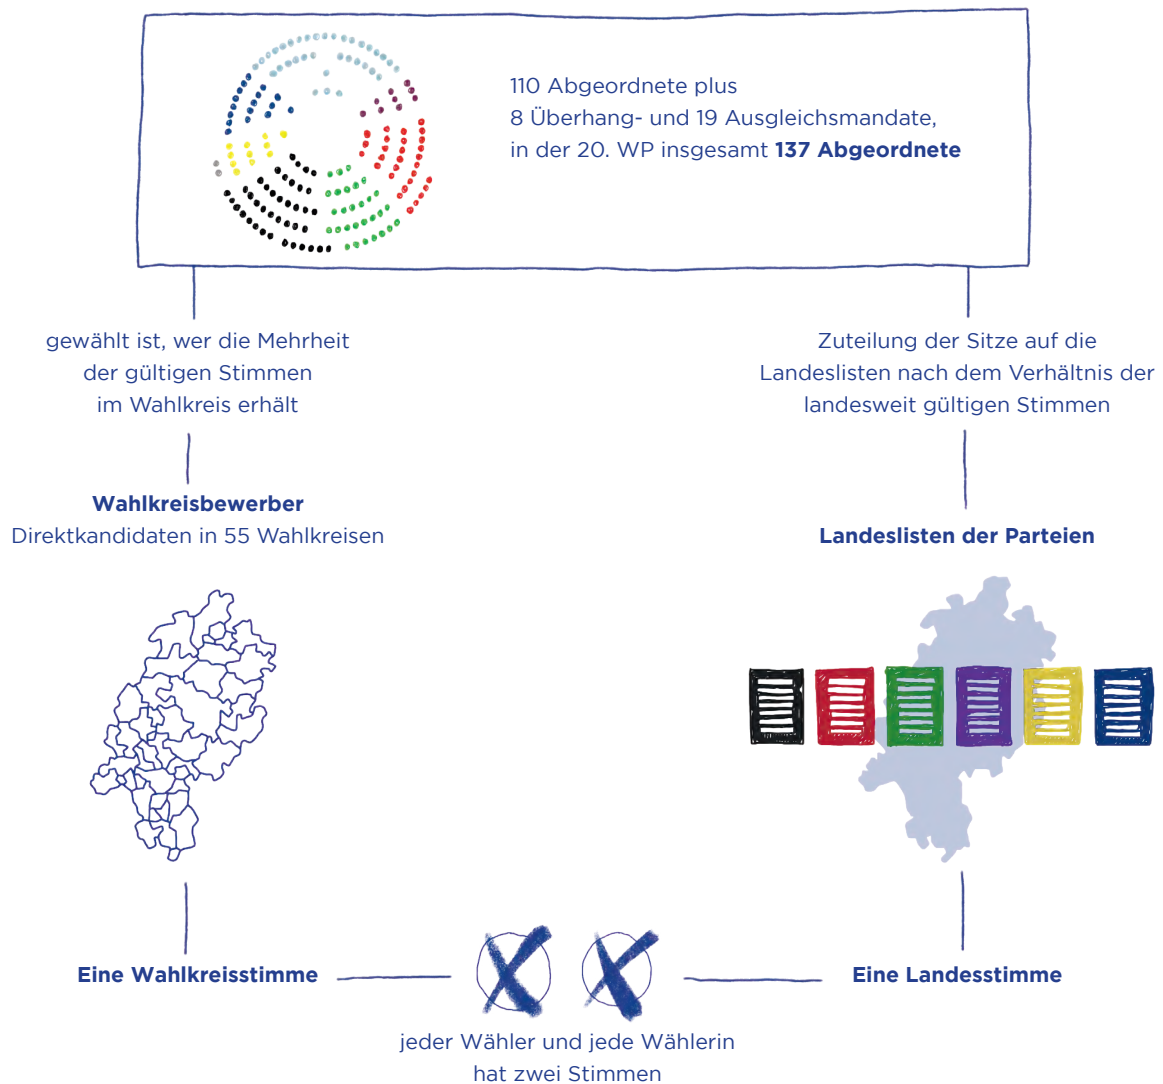 110 Abgeordnete plus
8 Überhang- und 19 Ausgleichsmandate,
in der 20. WP insgesamt 137 Abgeordnete
gewählt ist, wer die Mehrheit
der gültigen Stimmen
im Wahlkreis erhält
Zuteilung der Sitze auf die
Landeslisten nach dem Verhältnis der
landesweit gültigen Stimmen
Wahlkreisbewerber
Direktkandidaten in 55 Wahlkreisen
Landeslisten der Parteien
Eine Wahlkreisstimme
Eine Landesstimme
jeder Wähler und jede Wählerin
hat zwei Stimmen